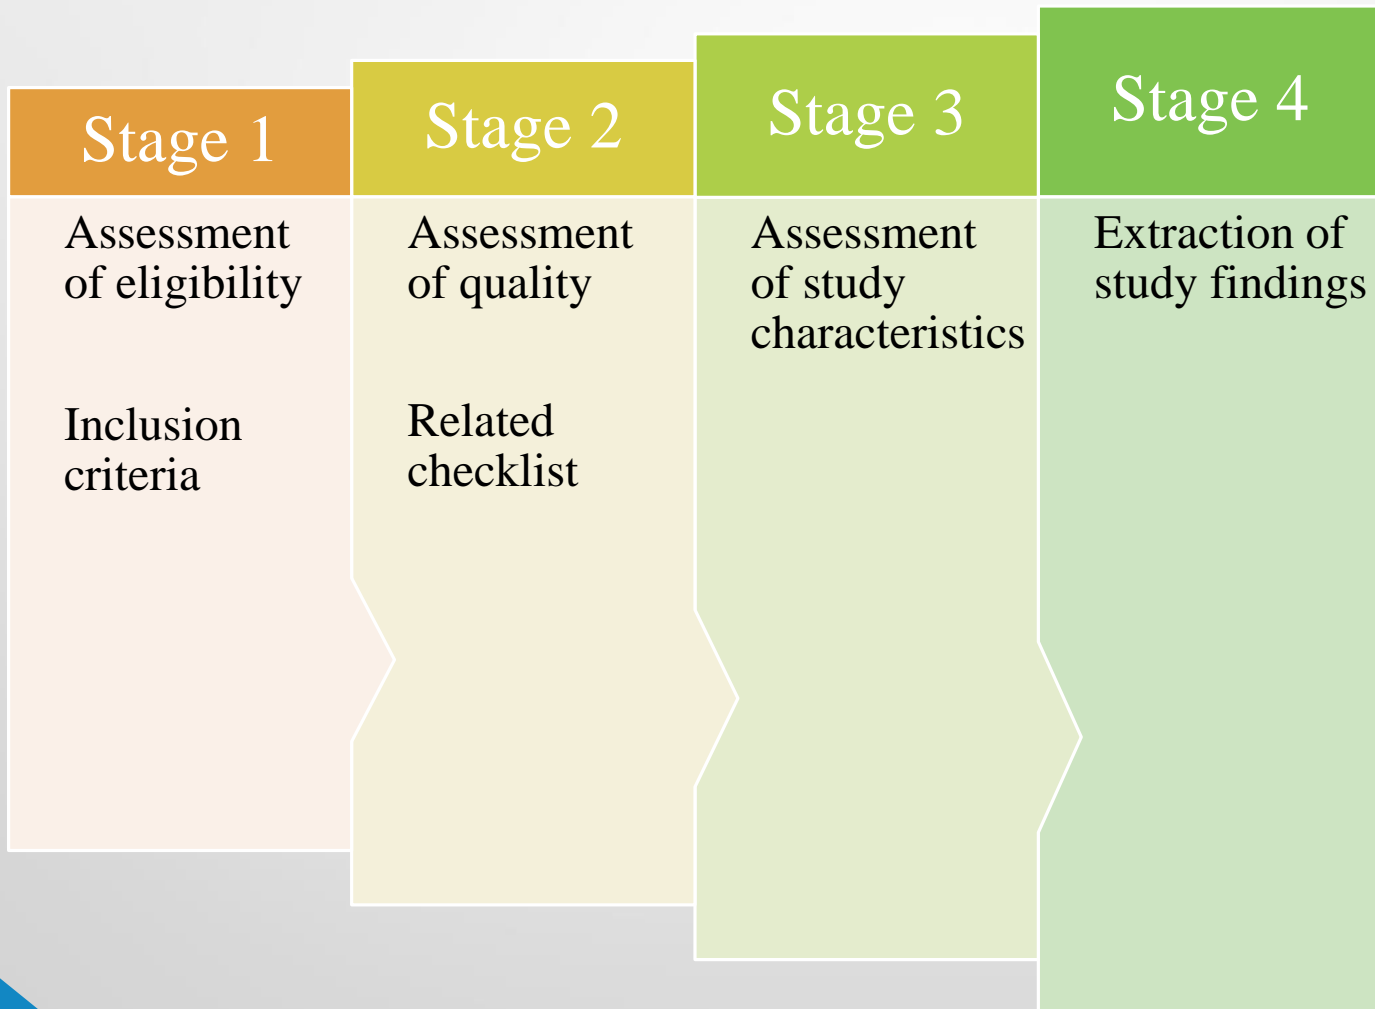 Stage 1
Assessment
of eligibility
Inclusion
criteria
Stage 2
Assessment
of quality
Related
checklist
Stage 3
Assessment
of study
characteristics
Stage 4
Extraction of
study findings